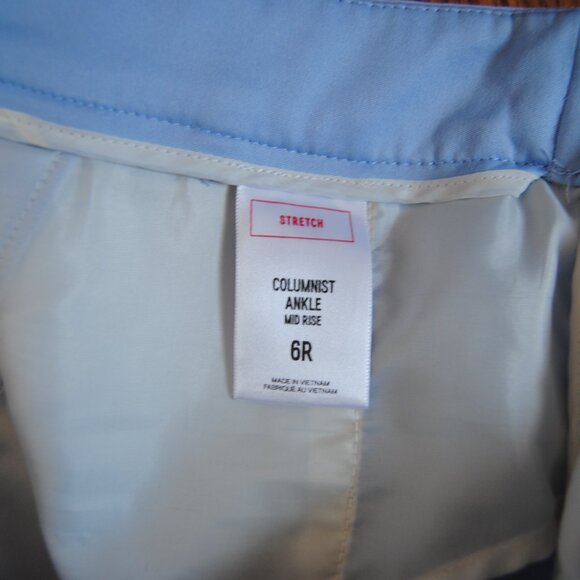 STRETCH
COLUMNIST
ANKLE
MID RISE
6R
MADE IN VIETNAM
FABRIQUÉ AU VIETNAM